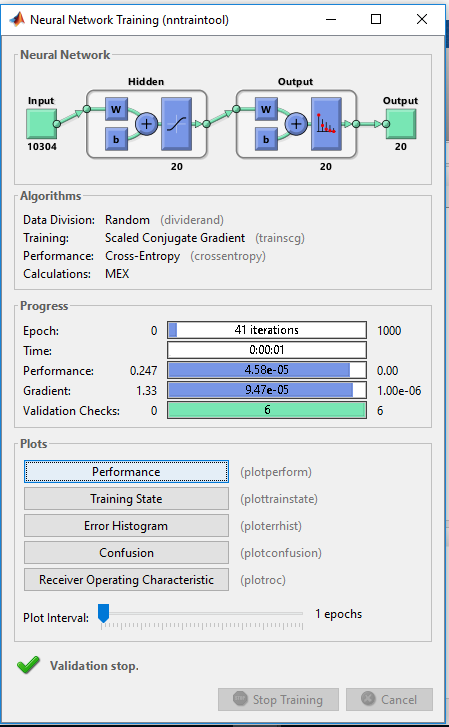 Neural Network Training (nntraintool)
Neural Network
Hidden Output
Input Output
W W
b b
+ +
10304 20
20 20
Algorithms
Data Division: Random (dividerand)
Training: Scaled Conjugate Gradient (trainscg)
Performance: Cross-Entropy (crossentropy)
Calculations: MEX
Progress
Epoch: 0 41 iterations 1000
Time: 0:00:01
Performance: 0.247 4.58e-05 0.00
Gradient: 1.33 9.47e-05 1.00e-06
Validation Checks: 0 6 6
Plots
Performance (plotperform)
Training State (plottrainstate)
Error Histogram (ploterrhist)
Confusion (plotconfusion)
Receiver Operating Characteristic (plotroc)
Plot Interval: 1 epochs
Validation stop.
Stop Training Cancel